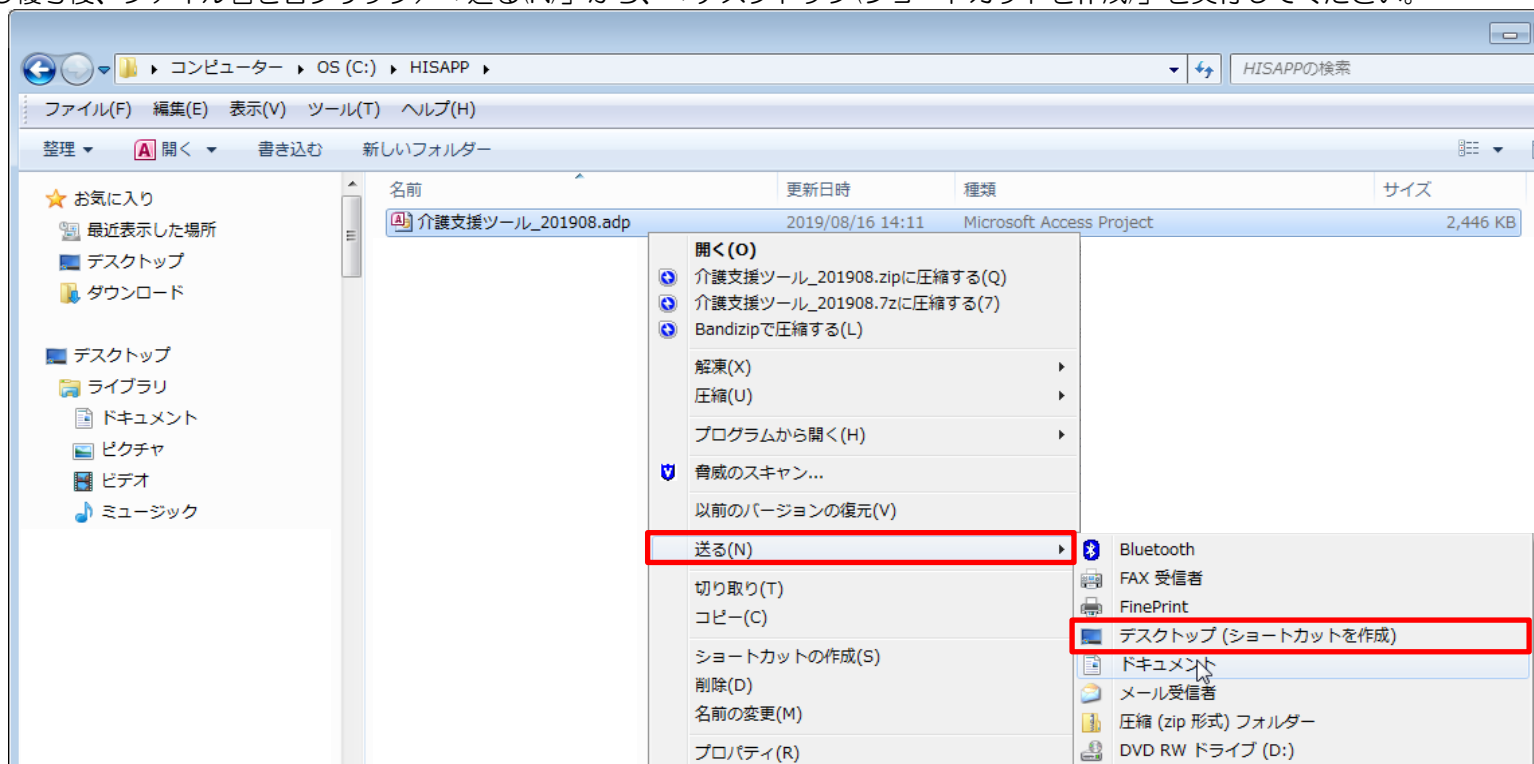 コンピューター ▸ OS (C:) ▸ HISAPP ▸
HISAPPの検索
ファイル(F) 編集(E) 表示(V) ツール(T) ヘルプ(H)
整理 開く 書き込む 新しいフォルダー
お気に入り
最近表示した場所
デスクトップ
ダウンロード
デスクトップ
ライブラリ
ドキュメント
ピクチャ
ビデオ
ミュージック
名前 更新日時 種類 サイズ
介護支援ツール_201908.adp 2019/08/16 14:11 Microsoft Access Project 2,446 KB
開く(O)
介護支援ツール_201908.zipに圧縮する(Q)
介護支援ツール_201908.7zに圧縮する(7)
Bandizipで圧縮する(L)
解凍(X)
圧縮(U)
プログラムから開く(H)
脅威のスキャン...
以前のバージョンの復元(V)
送る(N)
切り取り(T)
コピー(C)
ショートカットの作成(S)
削除(D)
名前の変更(M)
プロパティ(R)
Bluetooth
FAX 受信者
FinePrint
デスクトップ (ショートカットを作成)
ドキュメント
メール受信者
圧縮 (zip 形式) フォルダー
DVD RW ドライブ (D:)